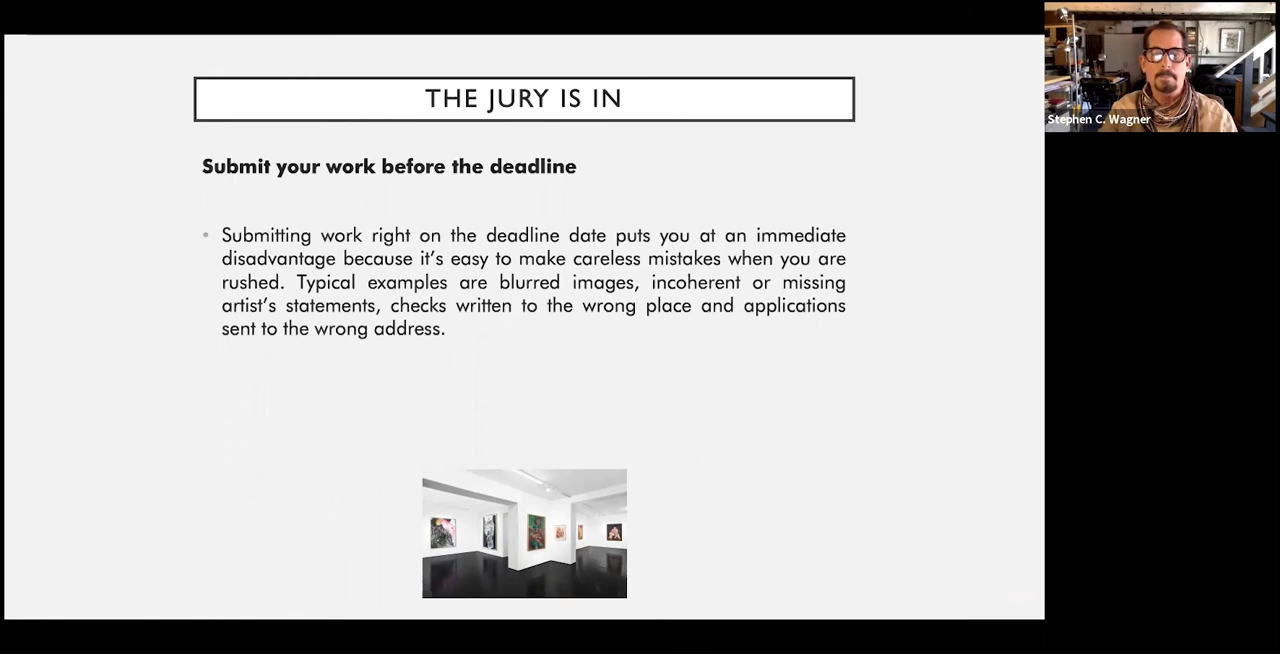 THE JURY IS IN
Stephen C. Wagner
Submit your work before the deadline
• Submitting work right on the deadline date puts you at an immediate
disadvantage because it's easy to make careless mistakes when you are
rushed. Typical examples are blurred images, incoherent or missing
artist's statements, checks written to the wrong place and applications
sent to the wrong address.